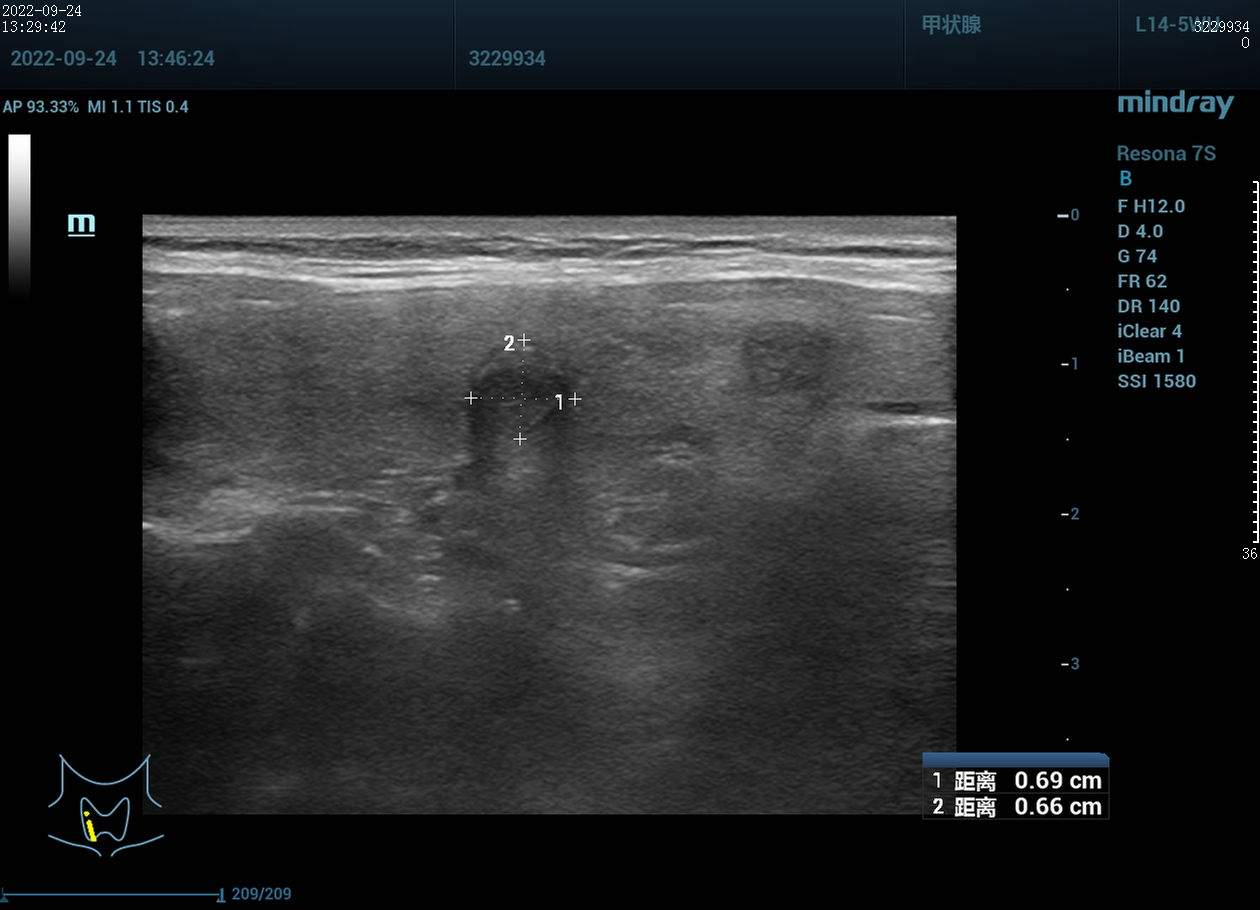 2022-09-24
13:29:42
2022-09-24 13:46:24
3229934
甲状腺
L14-5W
3229934
0
AP 93.33% MI 1.1 TIS 0.4
mindray
Resona 7S
B
F H12.0
D 4.0
G 74
FR 62
DR 140
iClear 4
iBeam 1
SSI 1580
m
0
1
2
3
2
1
36
1 距离 0.69 cm
2 距离 0.66 cm
209/209